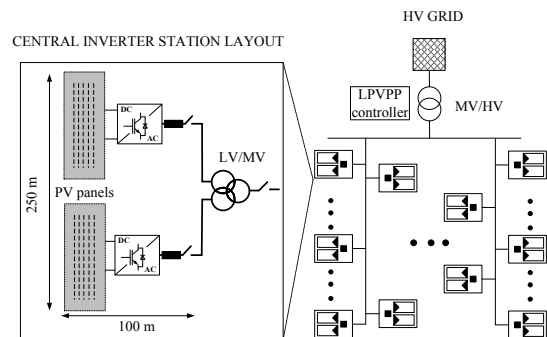 HV GRID
CENTRAL INVERTER STATION LAYOUT
LPVPP
controller
MV/HV
DC
AC
LV/MV
250 m
PV panels
DC
AC
100 m